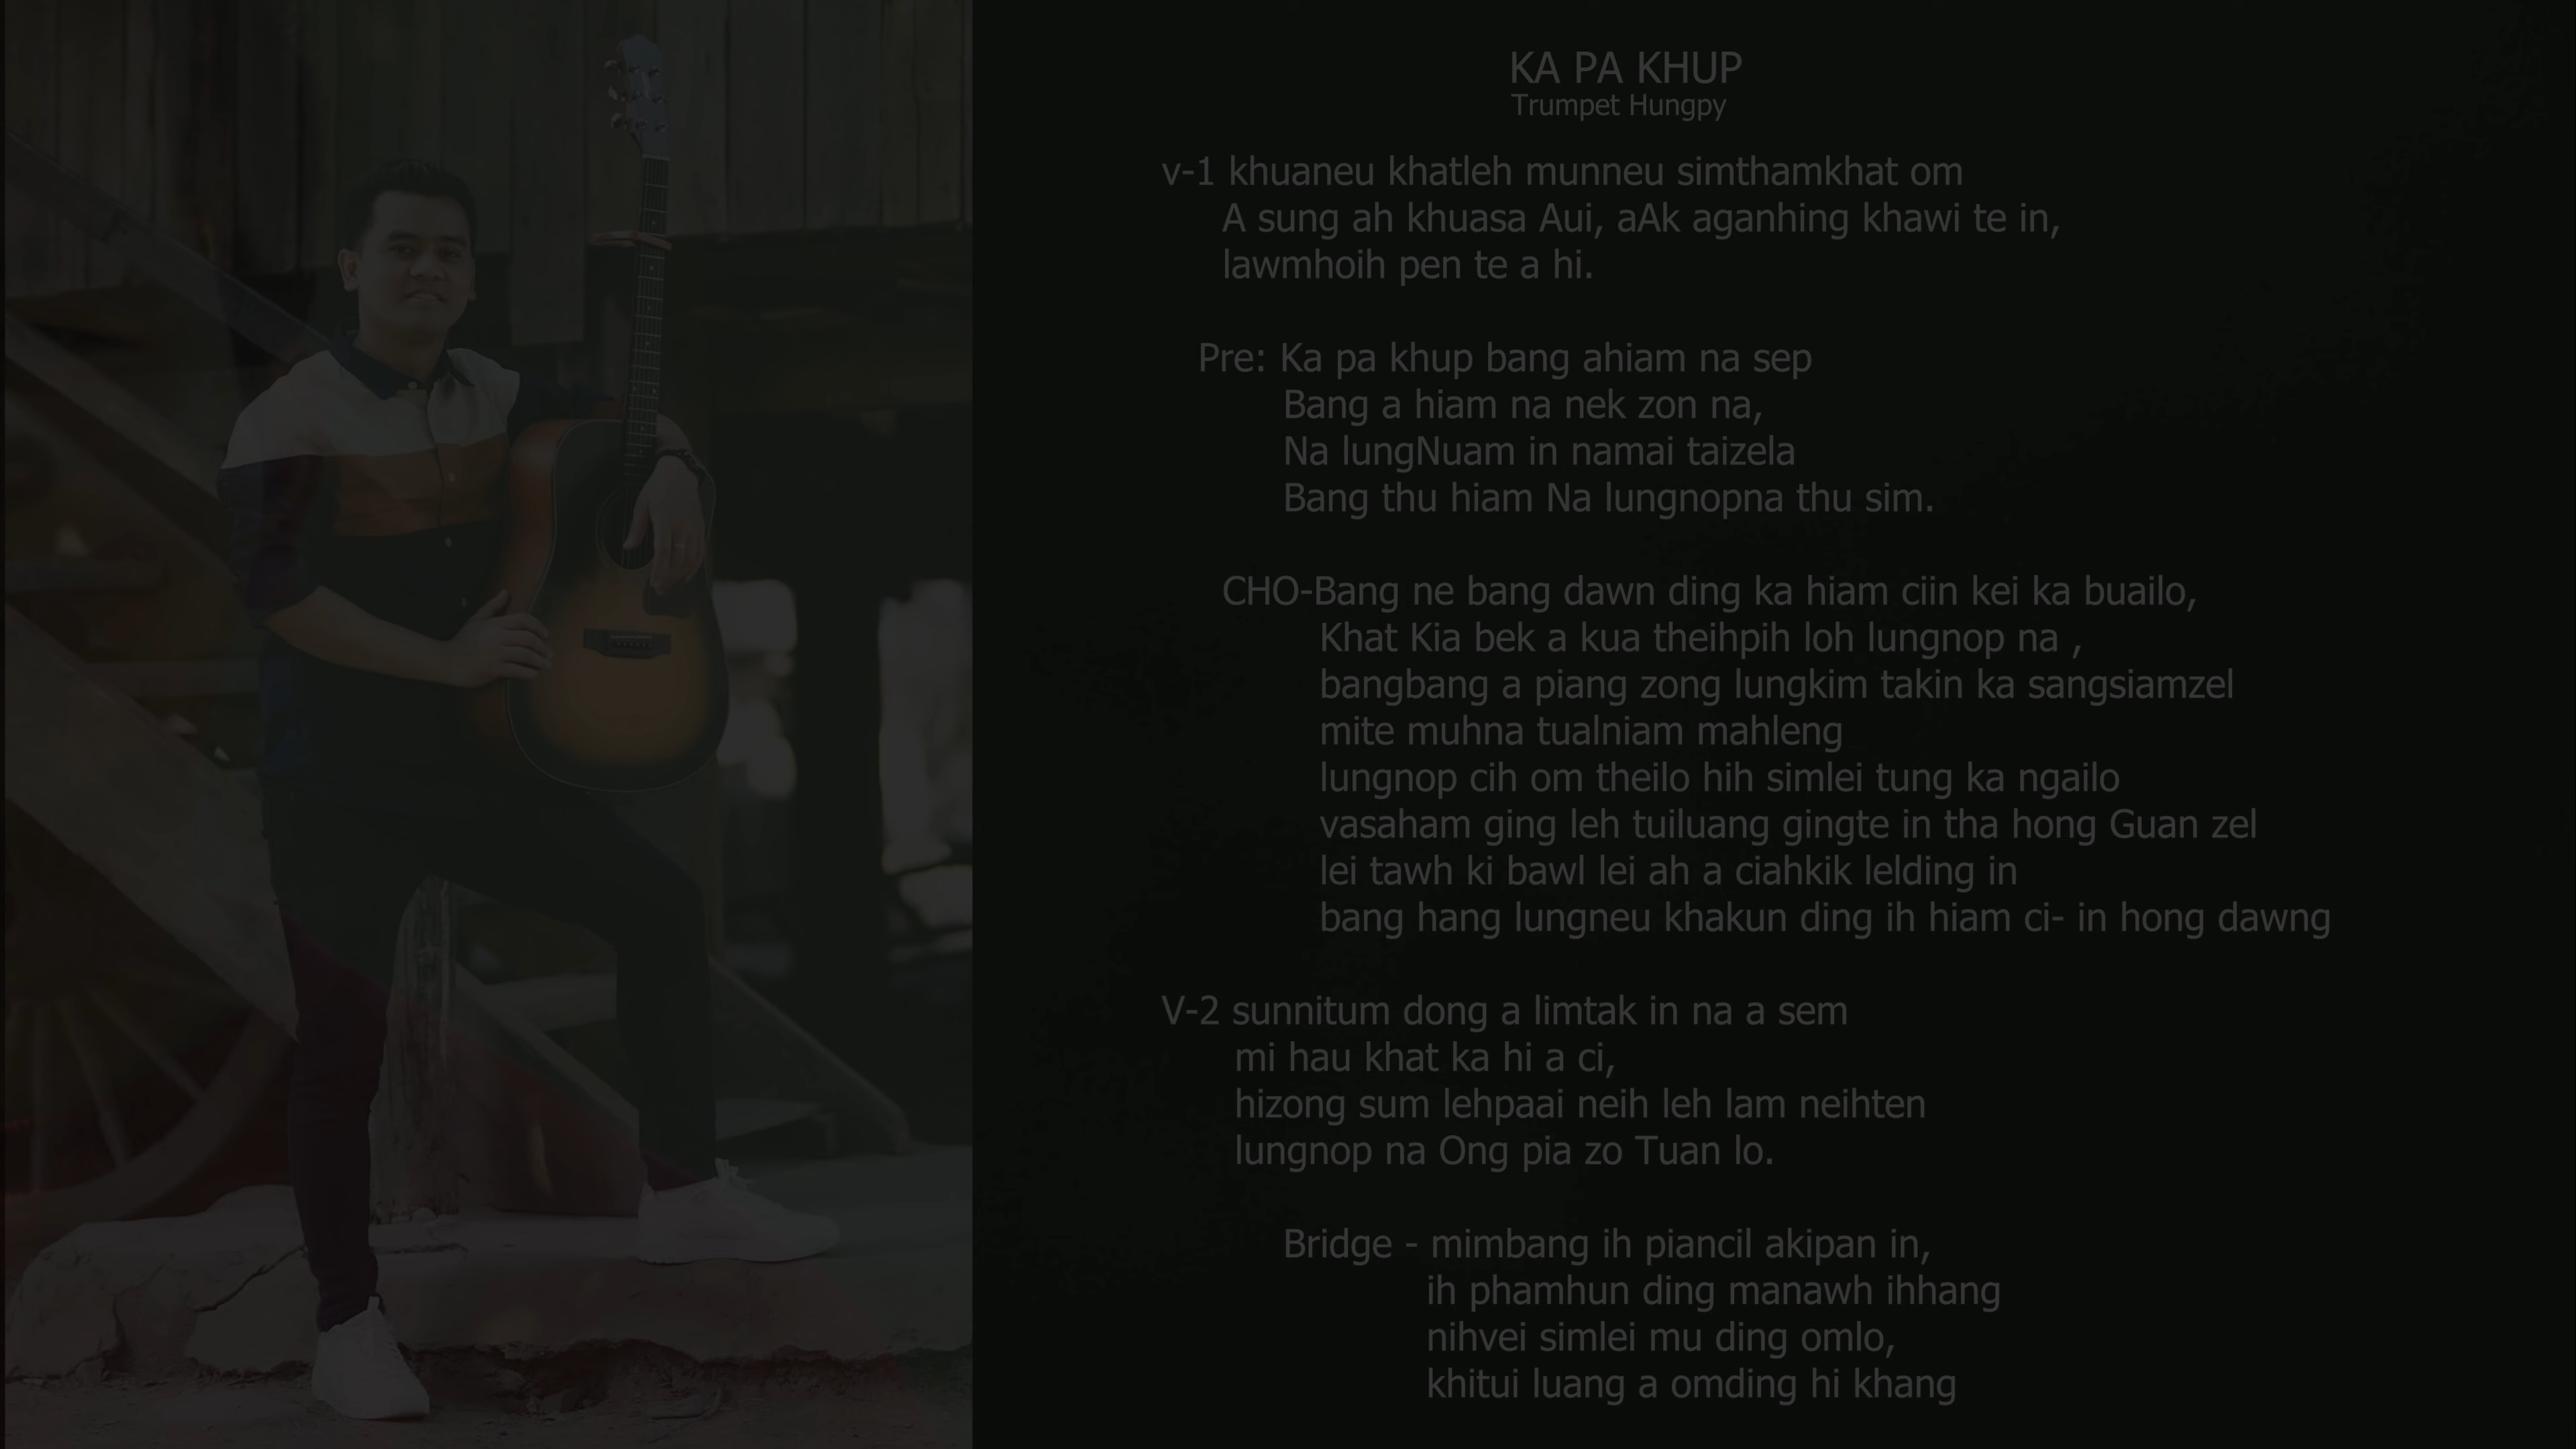 KA PA KHUP
Trumpet Hungpy
v-1 khuaneu khatleh munneu simthamkhat om
A sung ah khuasa Aui, aAk aganhing khawi te in,
lawmhoih pen te a hi.
Pre: Ka pa khup bang ahiam na sep
Bang a hiam na nek zon na,
Na lungNuam in namai taizela
Bang thu hiam Na lungnopna thu sim.
CHO-Bang ne bang dawn ding ka hiam ciin kei ka buailo,
Khat Kia bek a kua theihpih loh lungnop na ,
bangbang a piang zong lungkim takin ka sangsiamzel
mite muhna tualniam mahleng
lungnop cih om theilo hih simlei tung ka ngailo
vasaham ging leh tuiluang gingte in tha hong Guan zel
lei tawh ki bawl lei ah a ciahkik lelding in
bang hang lungneu khakun ding ih hiam ci- in hong dawng
V-2 sunnitum dong a limtak in na a sem
mi hau khat ka hi a ci,
hizong sum lehpaai neih leh lam neihten
lungnop na Ong pia zo Tuan lo.
Bridge - mimbang ih piancil akipan in,
ih phamhun ding manawh ihhang
nihvei simlei mu ding omlo,
khitui luang a omding hi khang